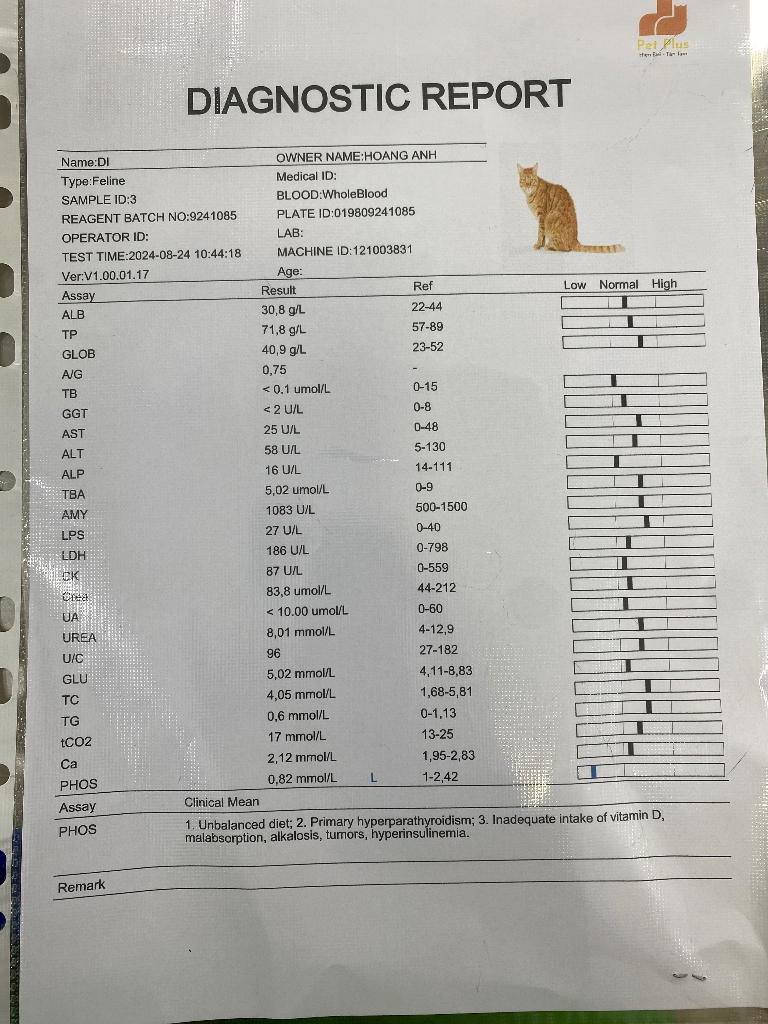 Pet Plus
DIAGNOSTIC REPORT
Name:DI OWNER NAME:HOANG ANH
Type:Feline Medical ID:
SAMPLE ID:3 BLOOD:WholeBlood
REAGENT BATCH NO:9241085 PLATE ID:019809241085
OPERATOR ID: LAB:
TEST TIME:2024-08-24 10:44:18 MACHINE ID:121003831
Ver:V1.00.01.17 Age:
Assay Result Ref Low Normal High
ALB 30,8 g/L 22-44
TP 71,8 g/L 57-89
GLOB 40,9 g/L 23-52
A/G 0,75 -
TB < 0.1 umol/L 0-15
GGT < 2 U/L 0-8
AST 25 U/L 0-48
ALT 58 U/L 5-130
ALP 16 U/L 14-111
TBA 5,02 umol/L 0-9
AMY 1083 U/L 500-1500
LPS 27 U/L 0-40
LDH 186 U/L 0-798
CK 87 U/L 0-559
Crea 83,8 umol/L 44-212
UA < 10.00 umol/L 0-60
UREA 8,01 mmol/L 4-12,9
U/C 96 27-182
GLU 5,02 mmol/L 4,11-8,83
TC 4,05 mmol/L 1,68-5,81
TG 0,6 mmol/L 0-1,13
tCO2 17 mmol/L 13-25
Ca 2,12 mmol/L 1,95-2,83
PHOS 0,82 mmol/L L 1-2,42
Assay Clinical Mean
PHOS 1. Unbalanced diet; 2. Primary hyperparathyroidism; 3. Inadequate intake of vitamin D,
malabsorption, alkalosis, tumors, hyperinsulinemia.
Remark